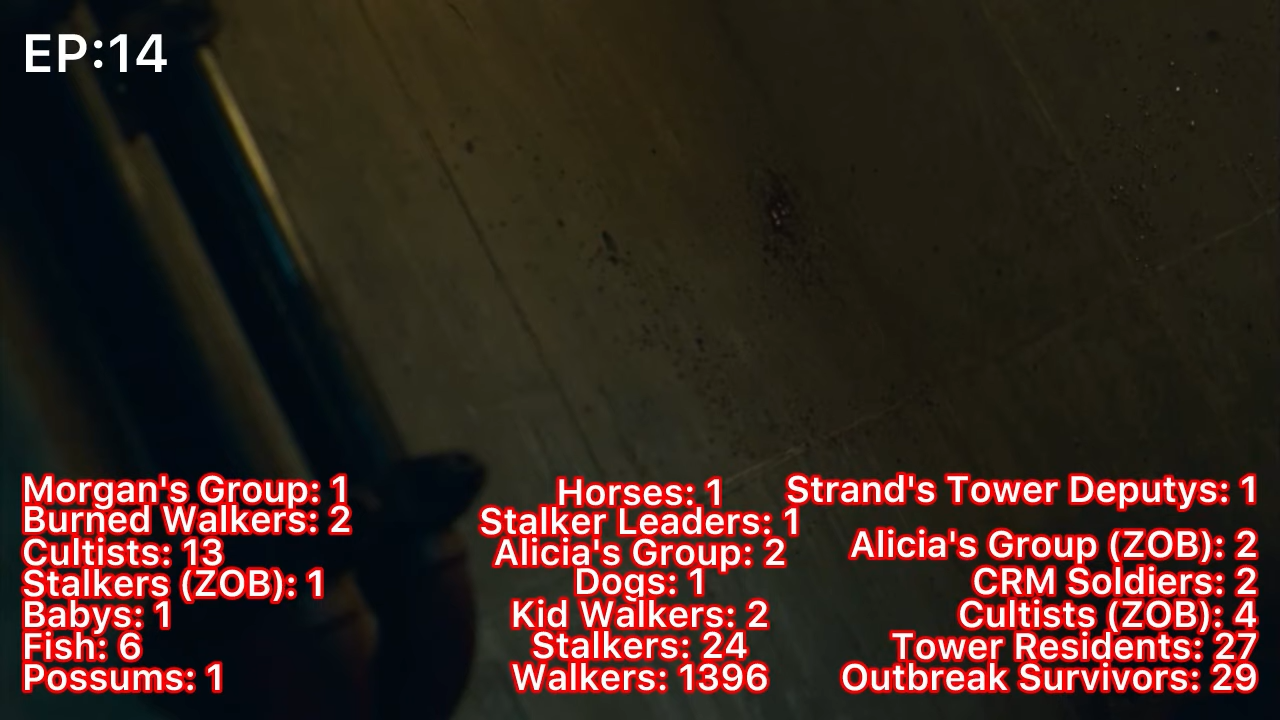 EP:14
Morgan's Group: 1
Burned Walkers: 2
Cultists: 13
Stalkers (ZOB): 1
Babys: 1
Fish: 6
Possums: 1
Horses: 1
Stalker Leaders: 1
Alicia's Group: 2
Dogs: 1
Kid Walkers: 2
Stalkers: 24
Walkers: 1396
Strand's Tower Deputys: 1
Alicia's Group (ZOB): 2
CRM Soldiers: 2
Cultists (ZOB): 4
Tower Residents: 27
Outbreak Survivors: 29